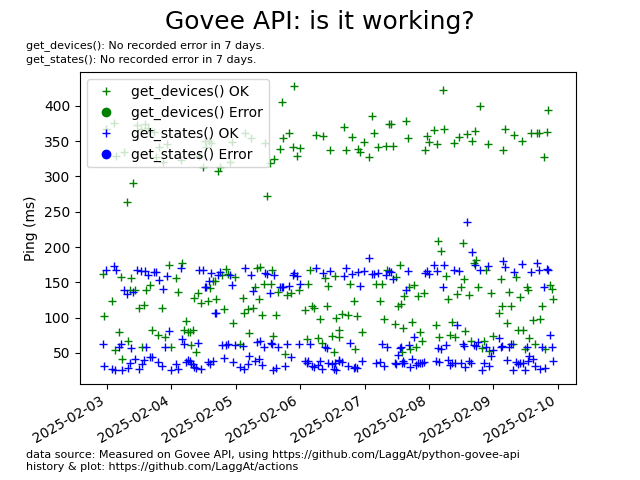 Govee API: is it working?
get_devices(): No recorded error in 7 days.
get_states(): No recorded error in 7 days.
get_devices() OK
get_devices() Error
get_states() OK
get_states() Error
Ping (ms)
400
350
300
250
200
150
100
50
2025-02-03
2025-02-04
2025-02-05
2025-02-06
2025-02-07
2025-02-08
2025-02-09
2025-02-10
data source: Measured on Govee API, using https://github.com/LaggAt/python-govee-api
history & plot: https://github.com/LaggAt/actions